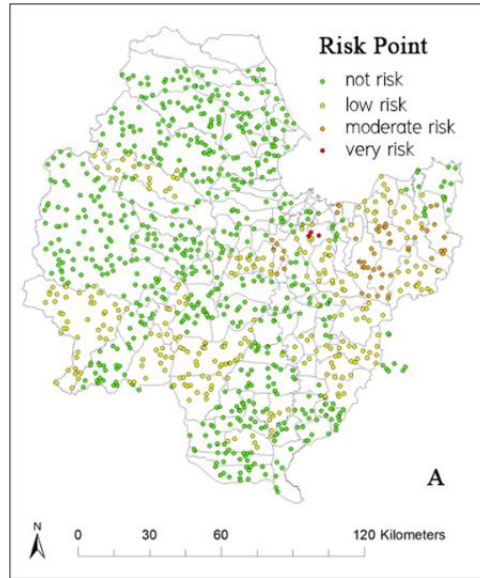 Risk Point
not risk
low risk
moderate risk
very risk
A
N
0 30 60 120 Kilometers